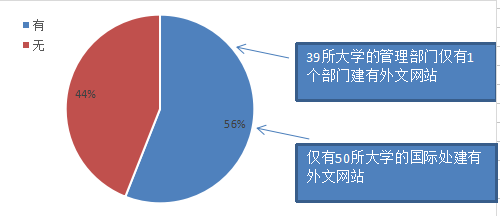 有
无
39所大学的管理部门仅有1
个部门建有外文网站
44%
56%
仅有50所大学的国际处建有
外文网站